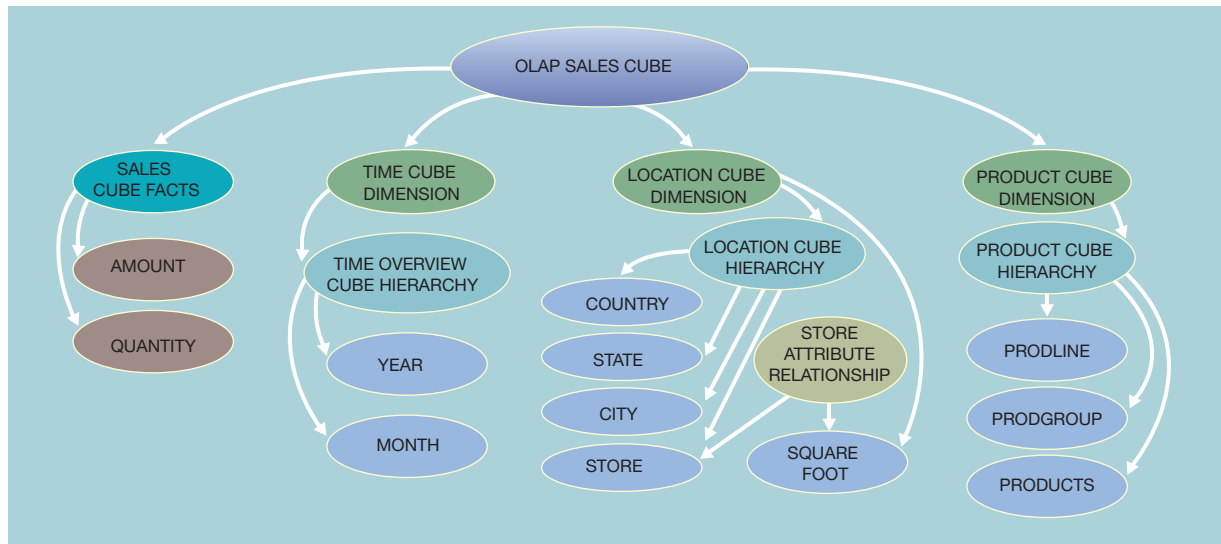 OLAP SALES CUBE
SALES
CUBE FACTS
AMOUNT
QUANTITY
TIME CUBE
DIMENSION
TIME OVERVIEW
CUBE HIERARCHY
YEAR
MONTH
LOCATION CUBE
DIMENSION
LOCATION CUBE
HIERARCHY
COUNTRY
STATE
CITY
STORE
STORE
ATTRIBUTE
RELATIONSHIP
SQUARE
FOOT
PRODUCT CUBE
DIMENSION
PRODUCT CUBE
HIERARCHY
PRODLINE
PRODGROUP
PRODUCTS